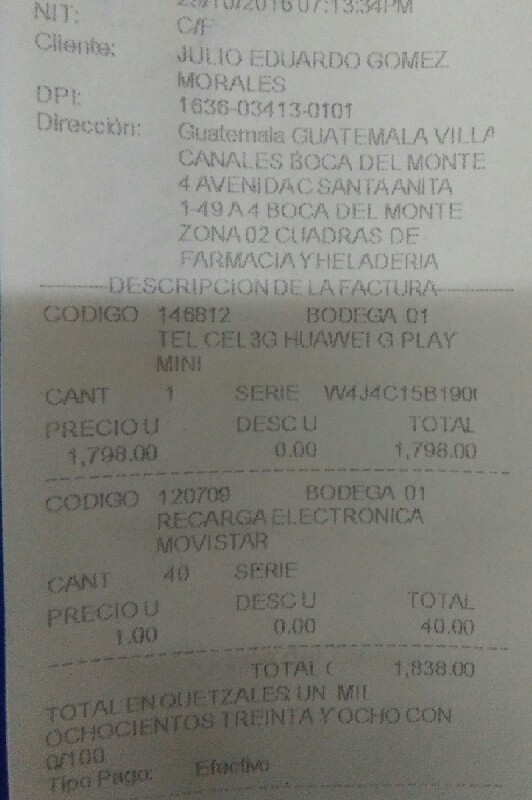 NIT: 29/10/2016 07:13:34PM
C/F
Cliente: JULIO EDUARDO GOMEZ
MORALES
DPI: 1636-03413-0101
Dirección: Guatemala GUATEMALA VILLA
CANALES BOCA DEL MONTE
4 AVENIDA C SANTA ANITA
1-49 A 4 BOCA DEL MONTE
ZONA 02 CUADRAS DE
FARMACIA Y HELADERIA
DESCRIPCION DE LA FACTURA
CODIGO 146812 BODEGA 01
TEL CEL 3G HUAWEI G PLAY
MINI
CANT 1 SERIE W4J4C15B1900
PRECIO U DESC U TOTAL
1,798.00 0.00 1,798.00
CODIGO 120709 BODEGA 01
RECARGA ELECTRONICA
MOVISTAR
CANT 40 SERIE
PRECIO U DESC U TOTAL
1.00 0.00 40.00
TOTAL ( 1,838.00
TOTAL EN QUETZALES: UN MIL
OCHOCIENTOS TREINTA Y OCHO CON
0/100
Tipo Pago: Efectivo